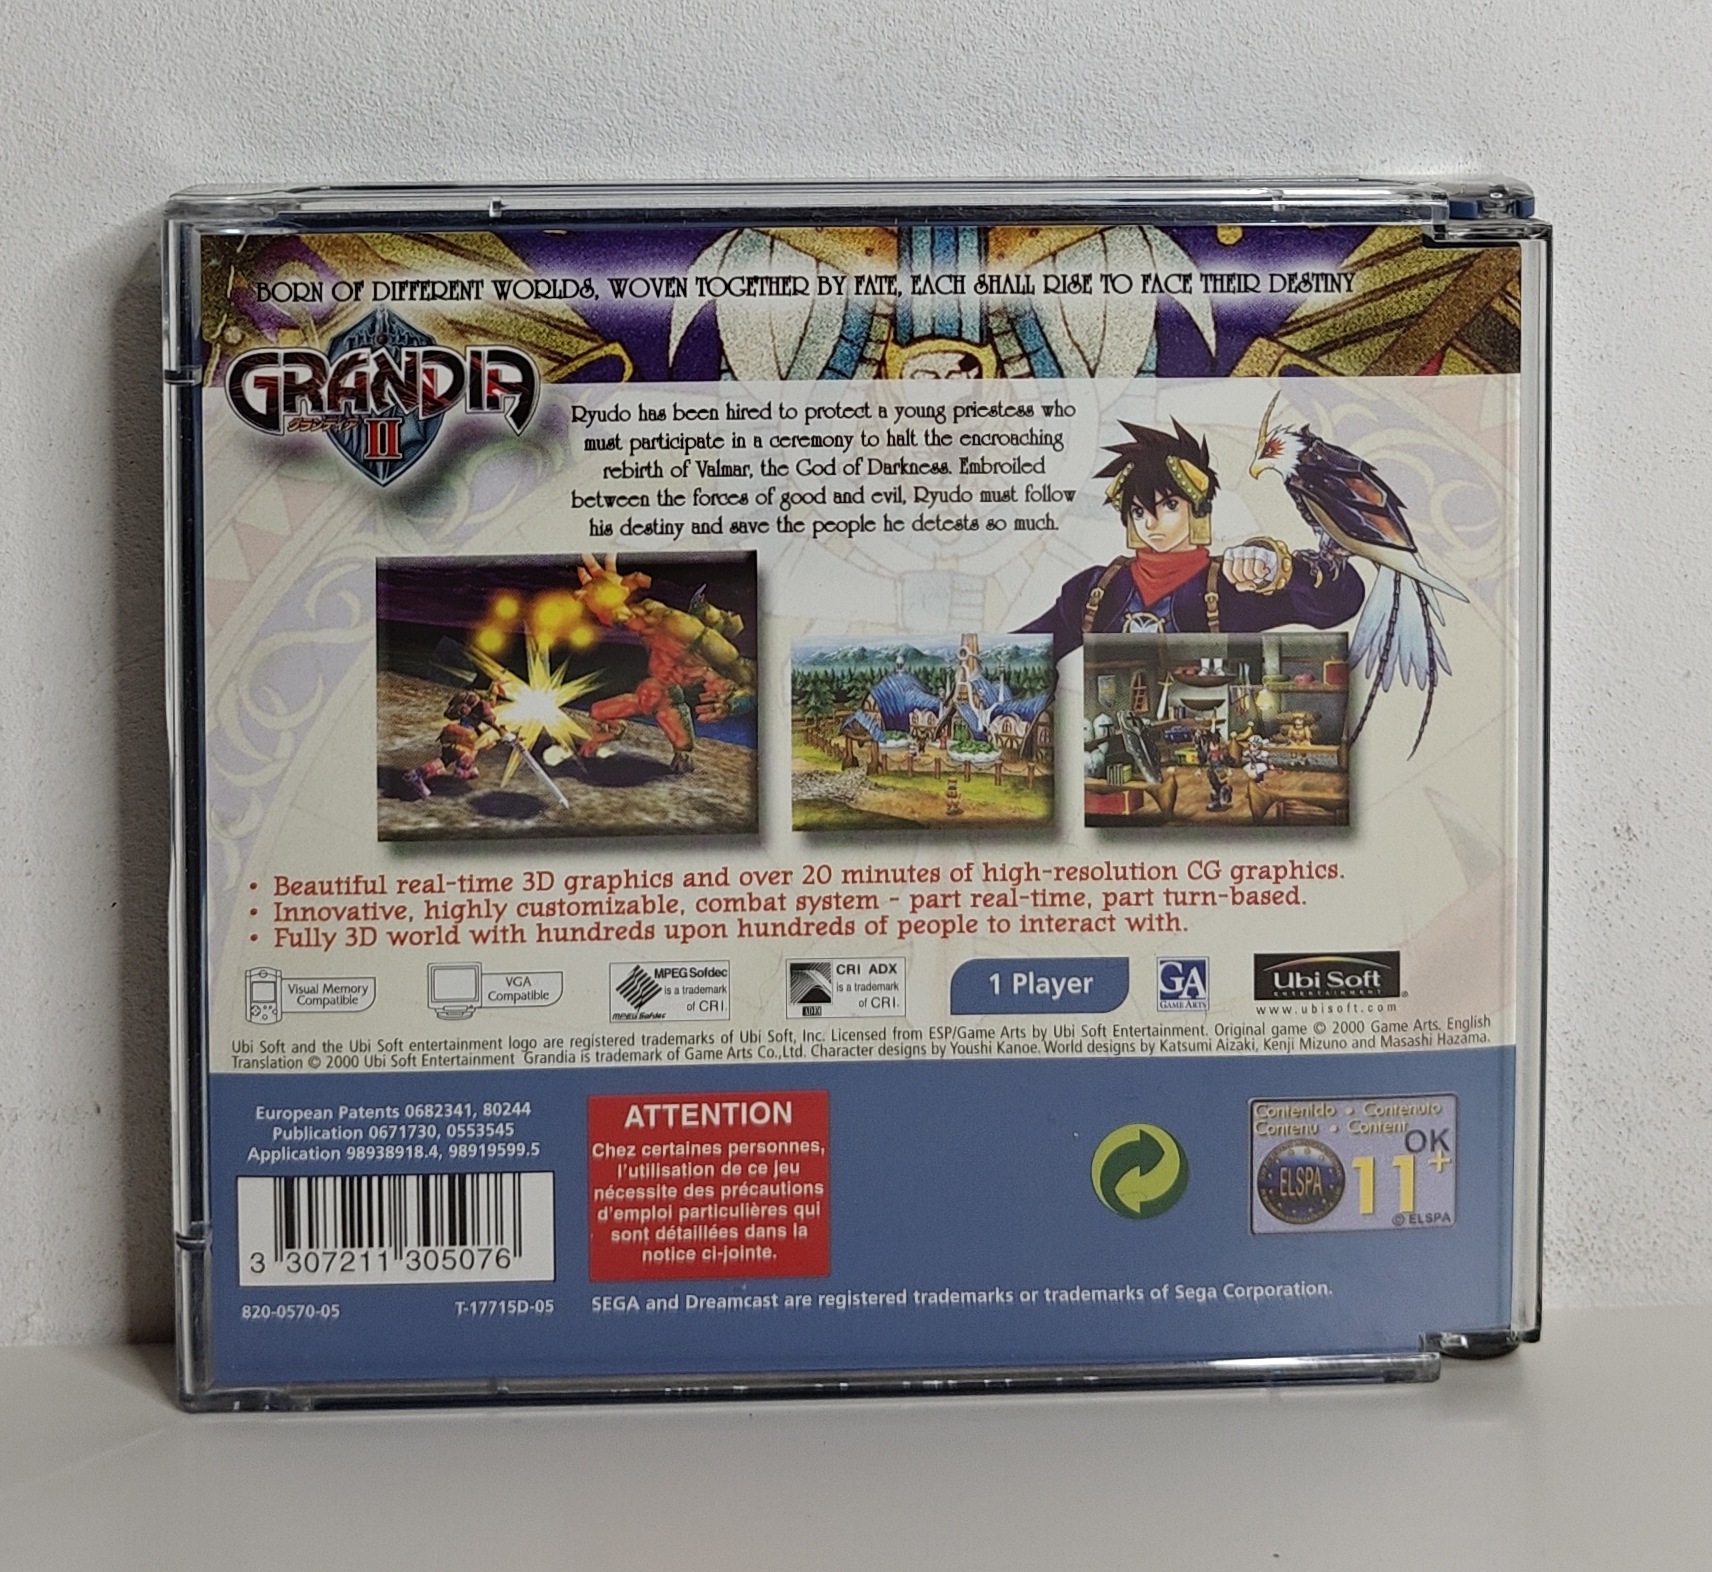 BORN OF DIFFERENT WORLDS, WOVEN TOGETHER BY FATE, EACH SHALL RISE TO FACE THEIR DESTINY
GRANDIA
グランディア
II
Ryudo has been hired to protect a young priestess who
must participate in a ceremony to halt the encroaching
rebirth of Valmar, the God of Darkness. Embroiled
between the forces of good and evil, Ryudo must follow
his destiny and save the people he detests so much.
• Beautiful real-time 3D graphics and over 20 minutes of high-resolution CG graphics.
• Innovative, highly customizable, combat system - part real-time, part turn-based.
• Fully 3D world with hundreds upon hundreds of people to interact with.
Visual Memory
Compatible
VGA
Compatible
MPEG Sofdec
is a trademark
of CRI.
MPEG Sofdec
CRI ADX
is a trademark
of CRI.
ADX
1 Player
GA
GAME ARTS
Ubi Soft
ENTERTAINMENT
www.ubisoft.com
Ubi Soft and the Ubi Soft entertainment logo are registered trademarks of Ubi Soft, Inc. Licensed from ESP/Game Arts by Ubi Soft Entertainment. Original game © 2000 Game Arts. English
Translation © 2000 Ubi Soft Entertainment Grandia is trademark of Game Arts Co.,Ltd. Character designs by Youshi Kanoe. World designs by Katsumi Aizaki, Kenji Mizuno and Masashi Hazama.
European Patents 0682341, 80244
Publication 0671730, 0553545
Application 98938918.4, 98919599.5
3 307211 305076
820-0570-05 T-17715D-05
ATTENTION
Chez certaines personnes,
l'utilisation de ce jeu
nécessite des précautions
d'emploi particulières qui
sont détaillées dans la
notice ci-jointe.
SEGA and Dreamcast are registered trademarks or trademarks of Sega Corporation.
Contenido • Contenuto
Contenu • Content
OK
ELSPA
11+
© ELSPA